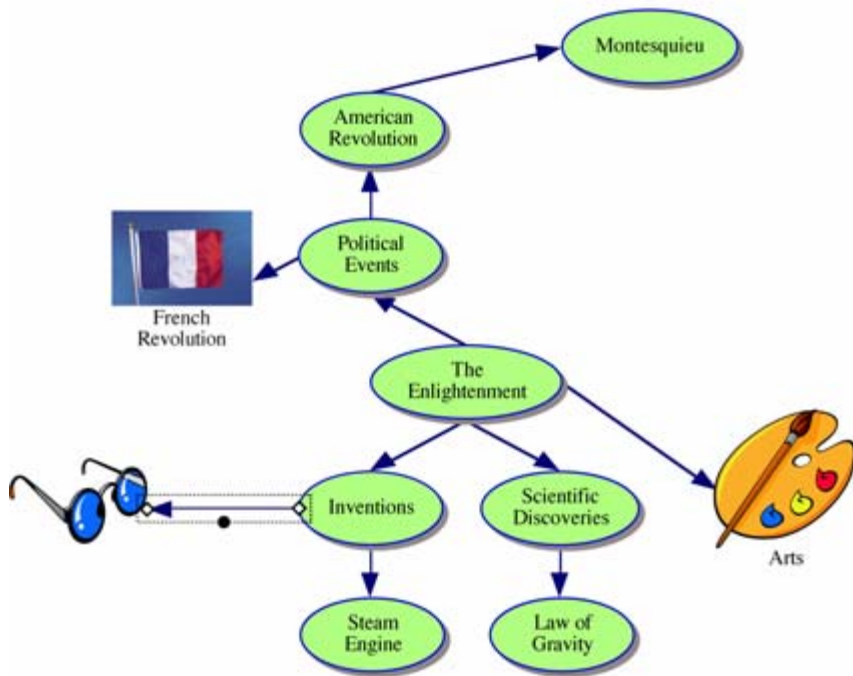 Montesquieu
American
Revolution
Political
Events
French
Revolution
The
Enlightenment
Inventions
Scientific
Discoveries
Arts
Steam
Engine
Law of
Gravity